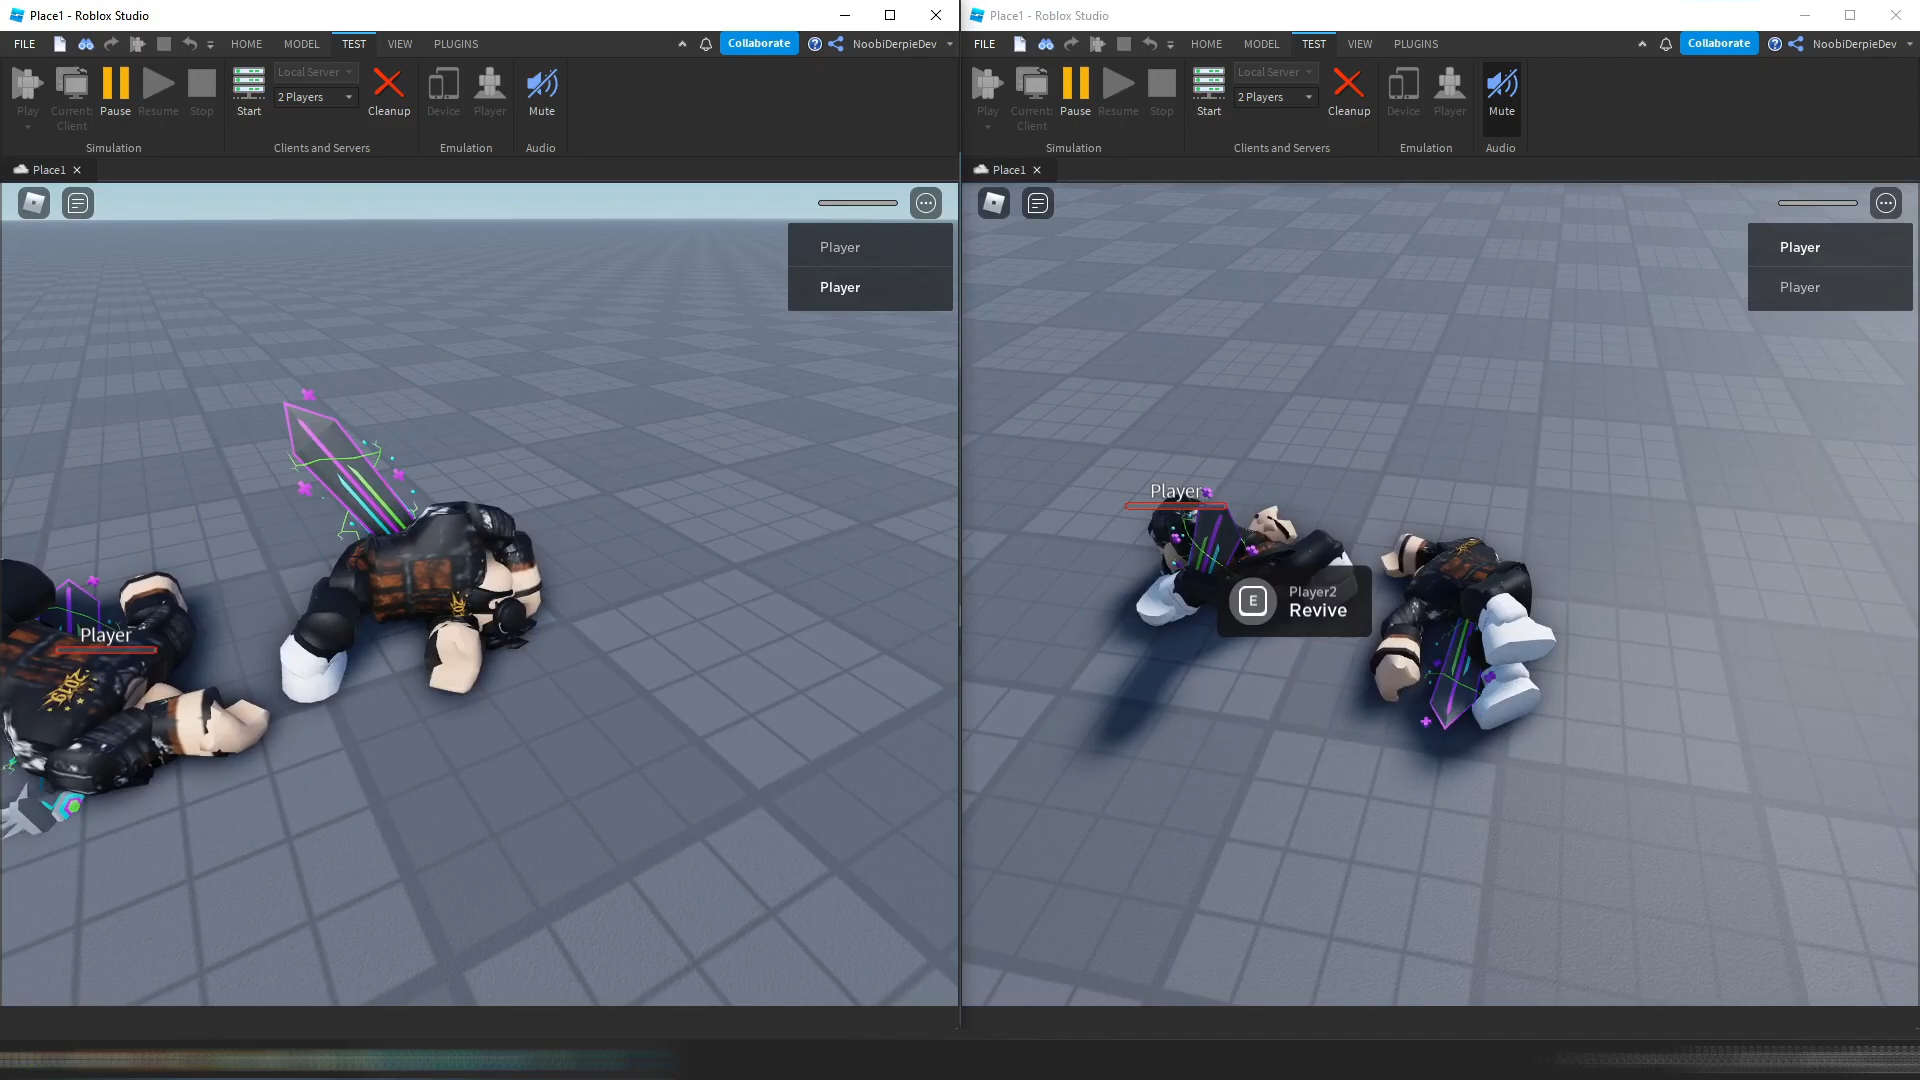 Place1 - Roblox Studio
FILE HOME MODEL TEST VIEW PLUGINS Collaborate NoobiDerpieDev
Play Current: Client Pause Resume Stop Start Local Server 2 Players Cleanup Device Player Mute
Simulation Clients and Servers Emulation Audio
Place1
Player
Player
Player
2019
Place1 - Roblox Studio
FILE HOME MODEL TEST VIEW PLUGINS Collaborate NoobiDerpieDev
Play Current: Client Pause Resume Stop Start Local Server 2 Players Cleanup Device Player Mute
Simulation Clients and Servers Emulation Audio
Place1
Player
Player
Player
E Player2
Revive